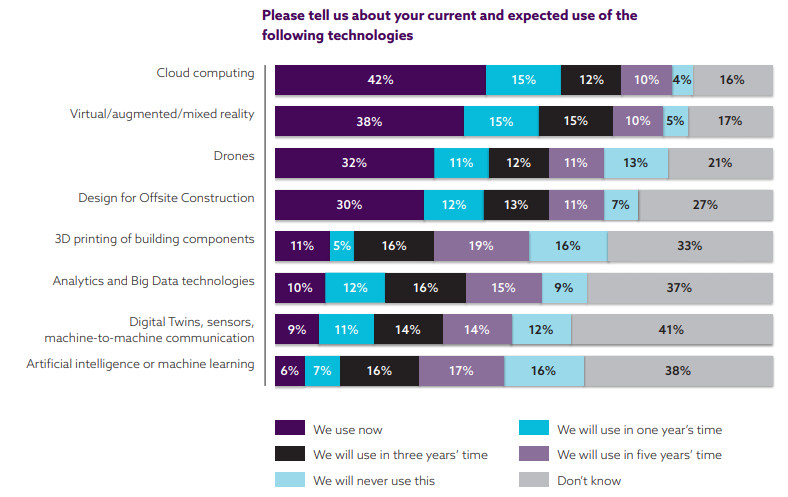 Please tell us about your current and expected use of the
following technologies
Cloud computing
42% 15% 12% 10% 4% 16%
Virtual/augmented/mixed reality
38% 15% 15% 10% 5% 17%
Drones
32% 11% 12% 11% 13% 21%
Design for Offsite Construction
30% 12% 13% 11% 7% 27%
3D printing of building components
11% 5% 16% 19% 16% 33%
Analytics and Big Data technologies
10% 12% 16% 15% 9% 37%
Digital Twins, sensors,
machine-to-machine communication
9% 11% 14% 14% 12% 41%
Artificial intelligence or machine learning
6% 7% 16% 17% 16% 38%
We use now
We will use in one year's time
We will use in three years' time
We will use in five years' time
We will never use this
Don't know